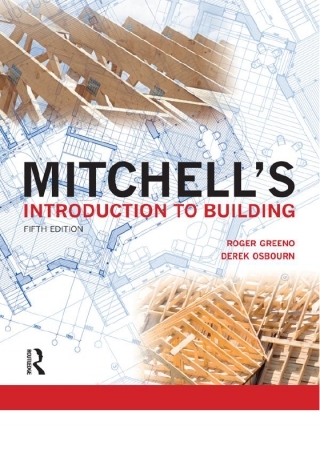 MITCHELL'S
INTRODUCTION TO BUILDING
FIFTH EDITION
ROGER GREENO
DEREK OSBOURN
ROUTLEDGE